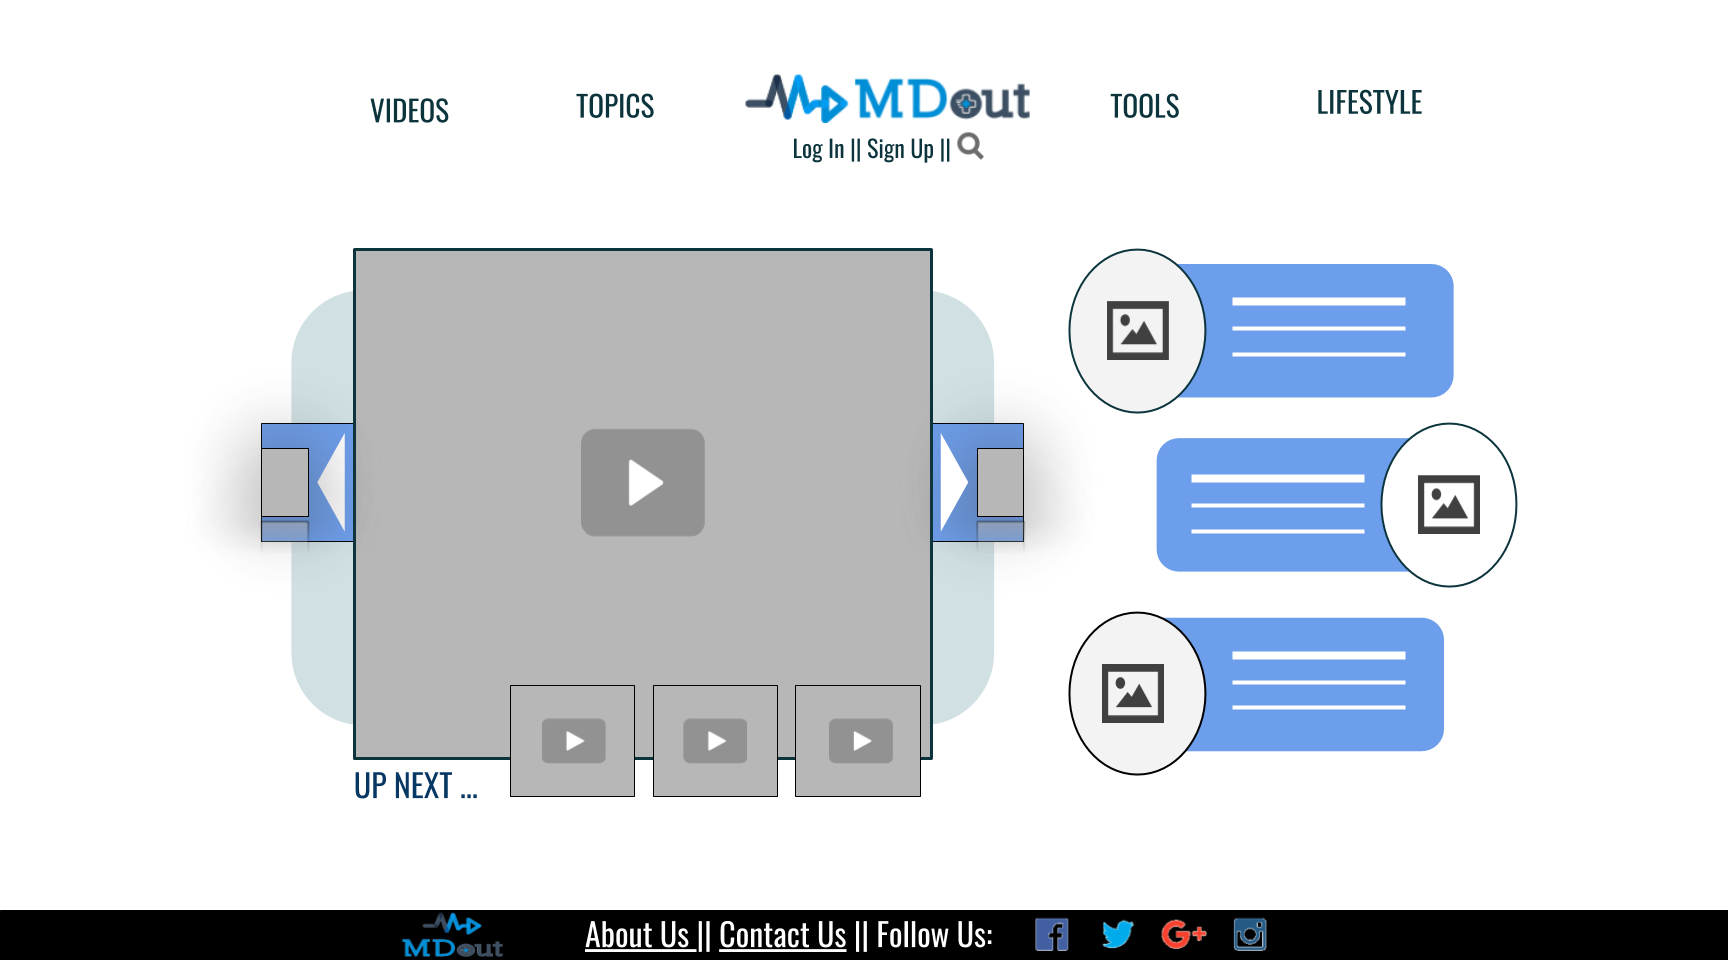 VIDEOS
TOPICS
MDout
TOOLS
LIFESTYLE
Log In || Sign Up ||
UP NEXT ...
MDout
About Us || Contact Us || Follow Us:
G+